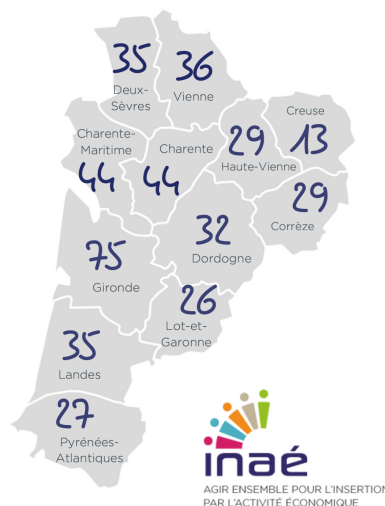 35
Deux-
Sèvres
36
Vienne
Creuse
13
Charente-
Maritime
44
Charente
44
29
Haute-Vienne
29
Corrèze
32
Dordogne
75
Gironde
26
Lot-et-
Garonne
35
Landes
27
Pyrénées-
Atlantiques
inaé
AGIR ENSEMBLE POUR L'INSERTION
PAR L'ACTIVITÉ ÉCONOMIQUE